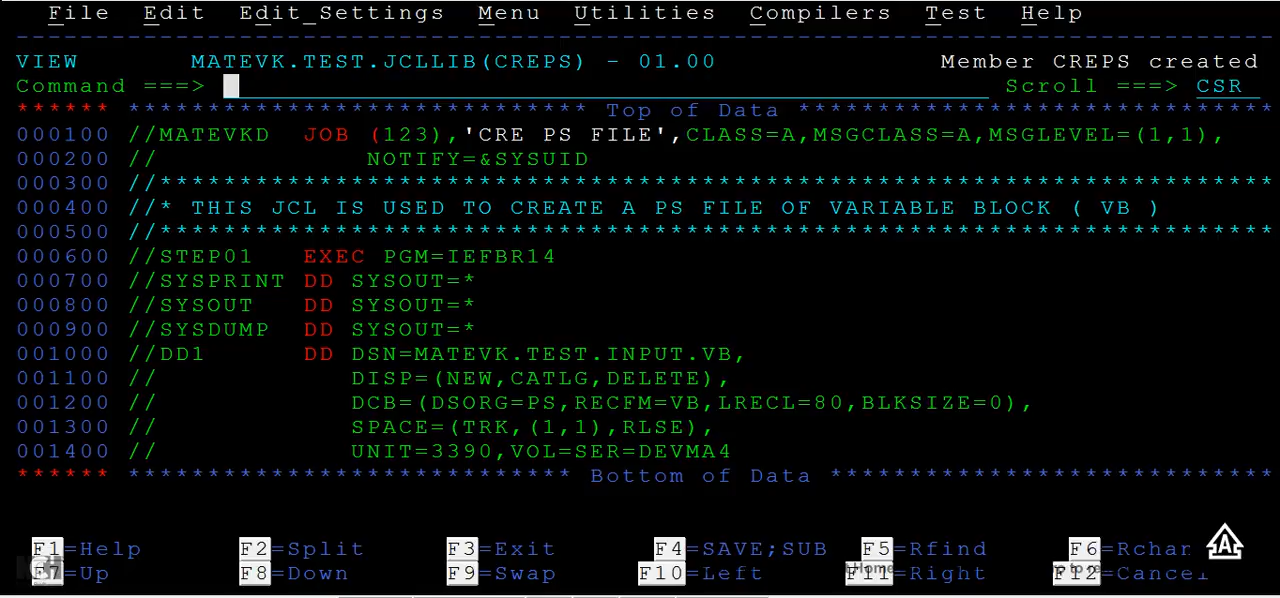 File Edit Edit_Settings Menu Utilities Compilers Test Help
VIEW MATEVK.TEST.JCLLIB(CREPS) - 01.00 Member CREPS created
Command ===> Scroll ===> CSR
****** ***************************** Top of Data ******************************
000100 //MATEVKD  JOB (123),'CRE PS FILE',CLASS=A,MSGCLASS=A,MSGLEVEL=(1,1),
000200 //             NOTIFY=&SYSUID
000300 //**********************************************************************
000400 //* THIS JCL IS USED TO CREATE A PS FILE OF VARIABLE BLOCK ( VB )
000500 //**********************************************************************
000600 //STEP01   EXEC PGM=IEFBR14
000700 //SYSPRINT DD SYSOUT=*
000800 //SYSOUT   DD SYSOUT=*
000900 //SYSDUMP  DD SYSOUT=*
001000 //DD1      DD DSN=MATEVK.TEST.INPUT.VB,
001100 //            DISP=(NEW,CATLG,DELETE),
001200 //            DCB=(DSORG=PS,RECFM=VB,LRECL=80,BLKSIZE=0),
001300 //            SPACE=(TRK,(1,1),RLSE),
001400 //            UNIT=3390,VOL=SER=DEVMA4
****** **************************** Bottom of Data ****************************
F1=Help F2=Split F3=Exit F4=SAVE;SUB F5=Rfind F6=Rchan
F7=Up F8=Down F9=Swap F10=Left F11=Right F12=Cancel